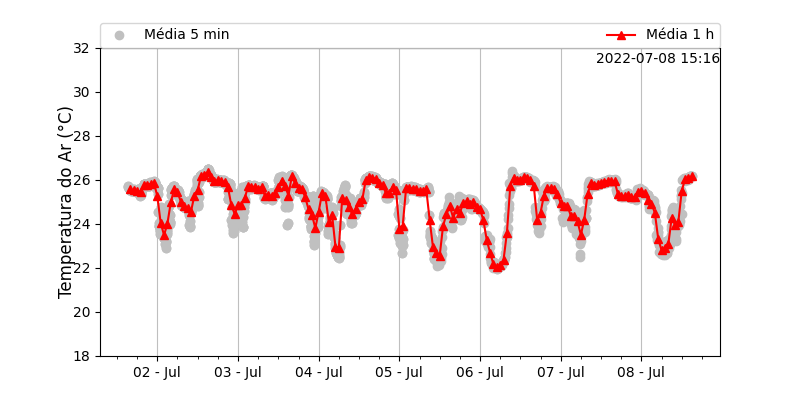 Média 5 min
Média 1 h
2022-07-08 15:16
Temperatura do Ar (°C)
32
30
28
26
24
22
20
18
02 - Jul
03 - Jul
04 - Jul
05 - Jul
06 - Jul
07 - Jul
08 - Jul